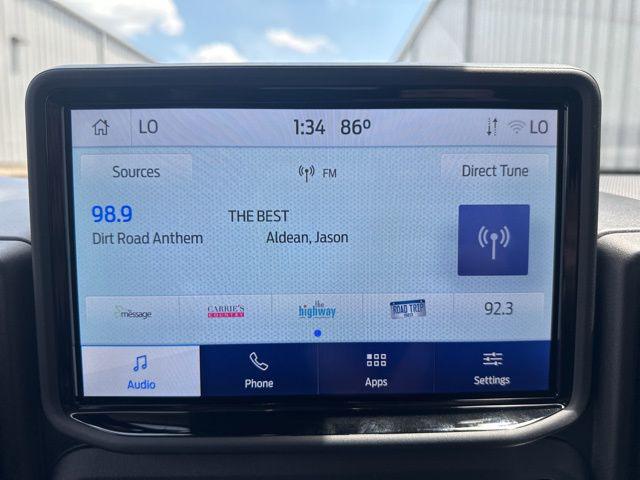 LO 1:34 86° LO
Sources FM Direct Tune
98.9 THE BEST
Dirt Road Anthem Aldean, Jason
message CARRIE'S COUNTRY the highway ROAD TRIP 92.3
Audio Phone Apps Settings